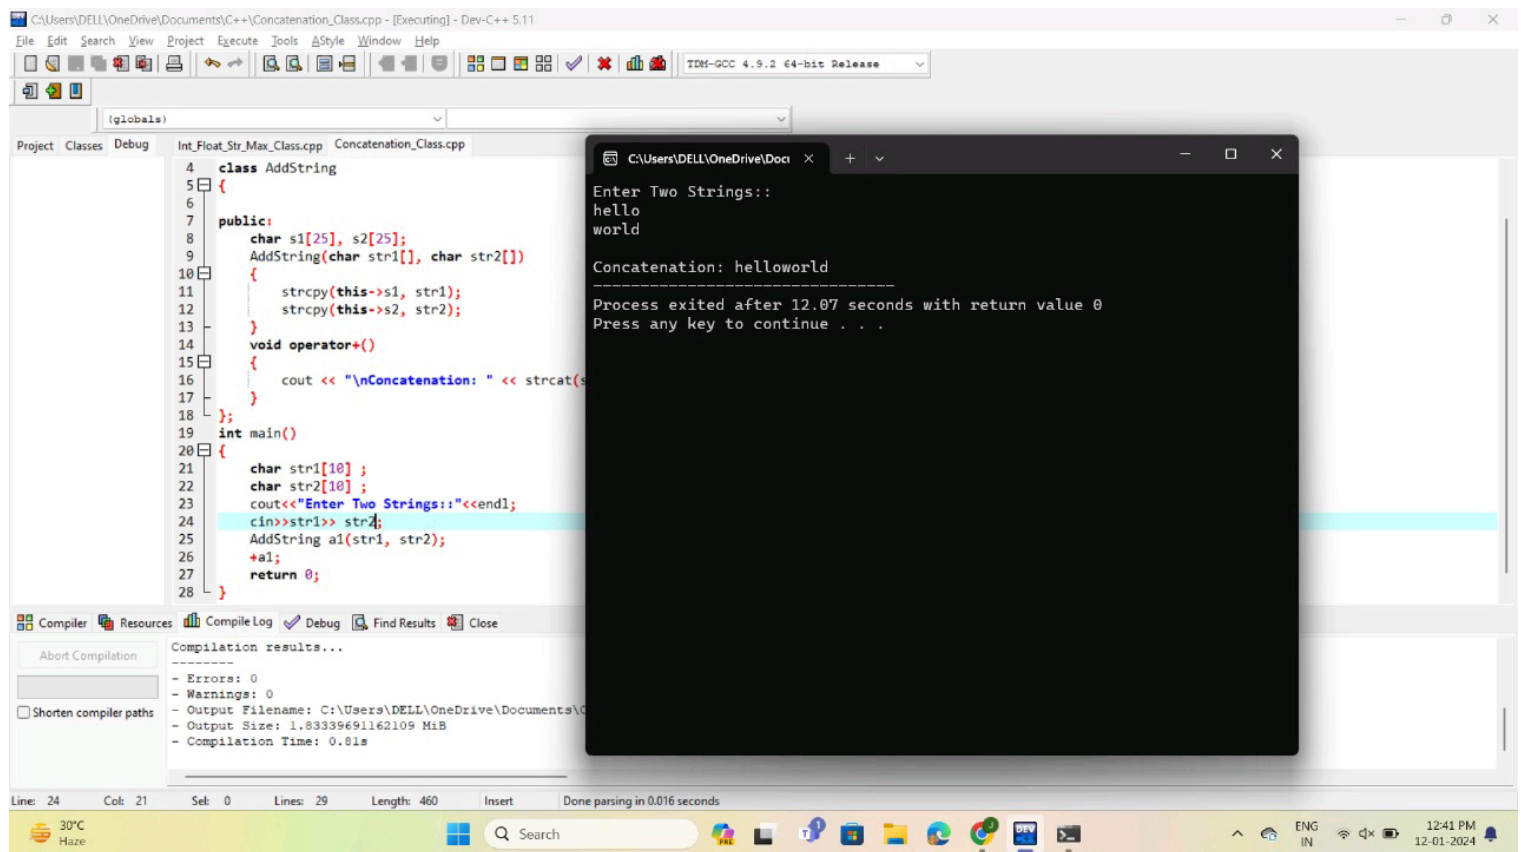 C:\Users\DELL\OneDrive\Documents\C++\Concatenation_Class.cpp - [Executing] - Dev-C++ 5.11
File Edit Search View Project Execute Tools AStyle Window Help
TDM-GCC 4.9.2 64-bit Release
(globals)
Project Classes Debug
Int_Float_Str_Max_Class.cpp Concatenation_Class.cpp
4 class AddString
5 {
6
7 public:
8 char s1[25], s2[25];
9 AddString(char str1[], char str2[])
10 {
11 strcpy(this->s1, str1);
12 strcpy(this->s2, str2);
13 }
14 void operator+()
15 {
16 cout << "\nConcatenation: " << strcat(s
17 }
18 };
19 int main()
20 {
21 char str1[10] ;
22 char str2[10] ;
23 cout<<"Enter Two Strings::"<<endl;
24 cin>>str1>> str2;
25 AddString a1(str1, str2);
26 +a1;
27 return 0;
28 }
C:\Users\DELL\OneDrive\Doc
Enter Two Strings::
hello
world
Concatenation: helloworld
--------------------------------
Process exited after 12.07 seconds with return value 0
Press any key to continue . . .
Compiler Resources Compile Log Debug Find Results Close
Abort Compilation
Shorten compiler paths
Compilation results...
--------
- Errors: 0
- Warnings: 0
- Output Filename: C:\Users\DELL\OneDrive\Documents\C
- Output Size: 1.83339691162109 MiB
- Compilation Time: 0.81s
Line: 24 Col: 21 Sel: 0 Lines: 29 Length: 460 Insert Done parsing in 0.016 seconds
30°C
Haze
Search
PRE
1
J
DEV
ENG
IN
12:41 PM
12-01-2024